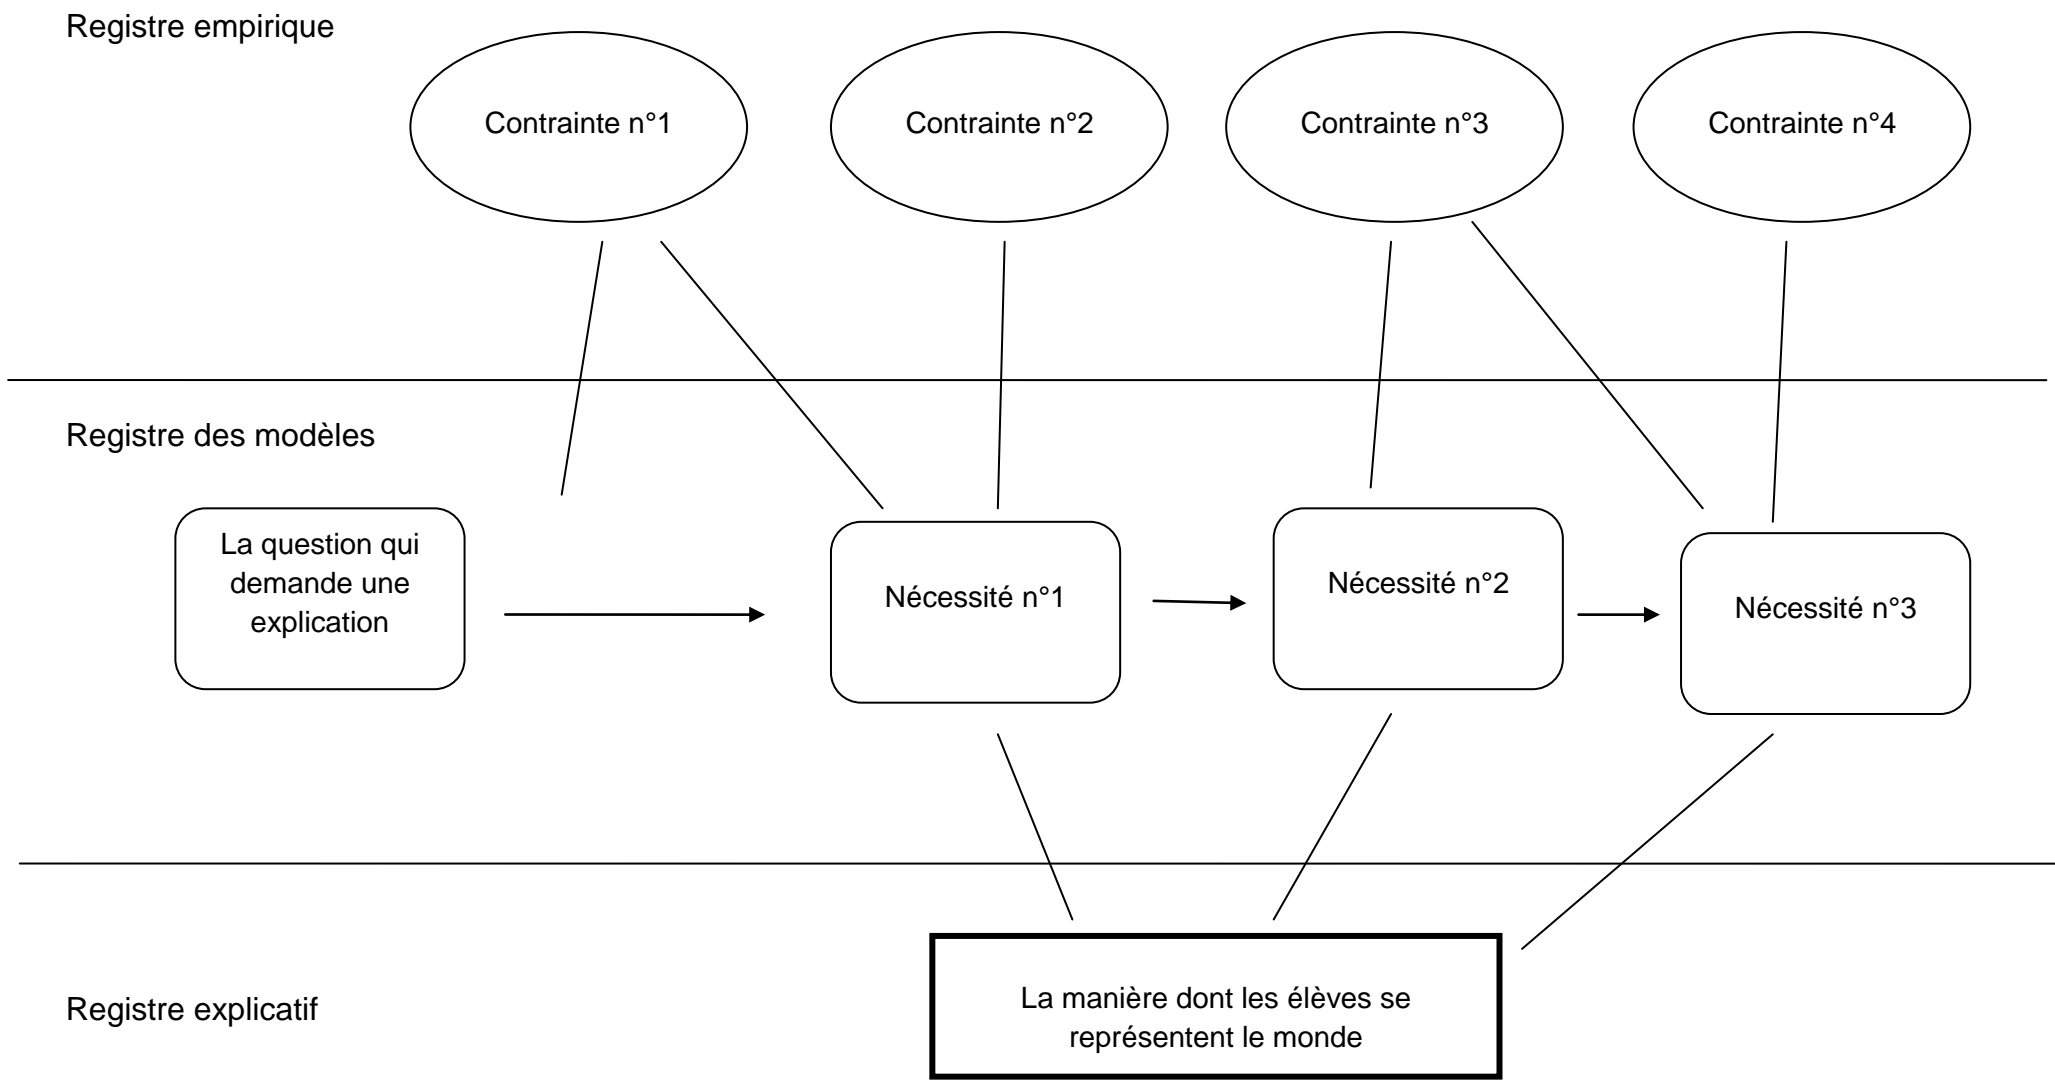 Registre empirique
Contrainte n°1
Contrainte n°2
Contrainte n°3
Contrainte n°4
Registre des modèles
La question qui
demande une
explication
Nécessité n°1
Nécessité n°2
Nécessité n°3
Registre explicatif
La manière dont les élèves se
représentent le monde